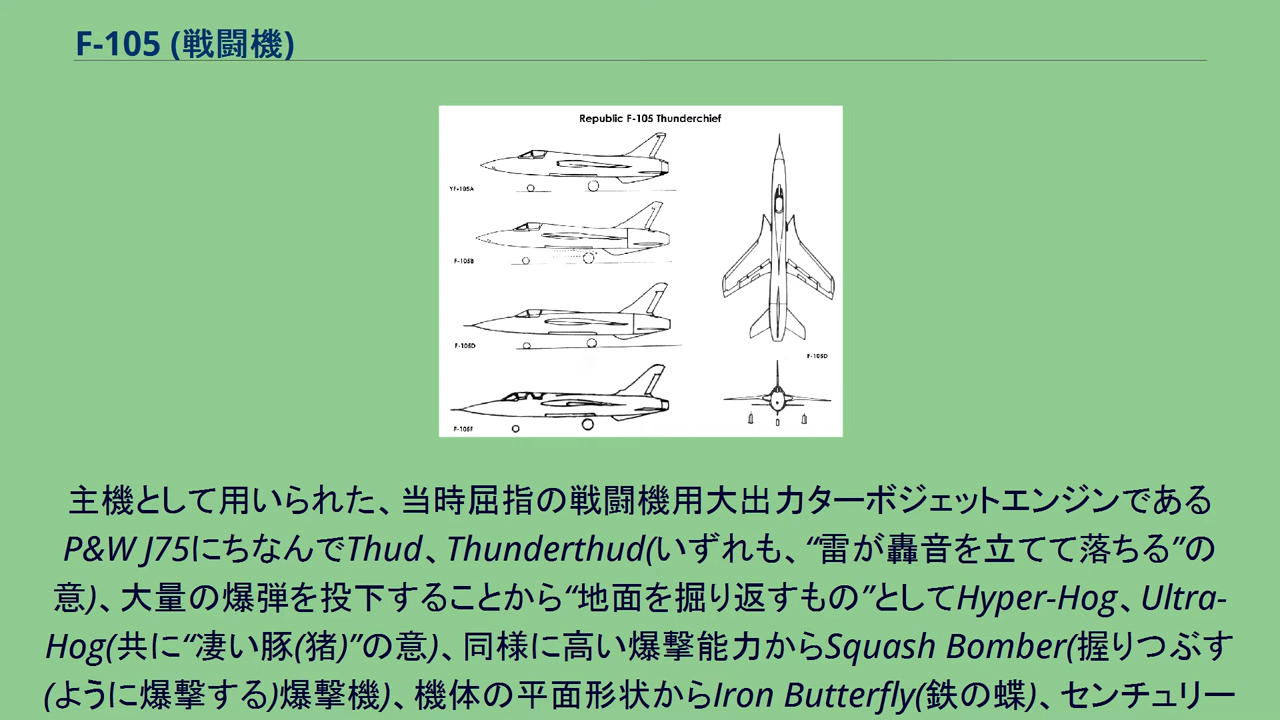 F-105 (戦闘機)
Republic F-105 Thunderchief
YF-105A
F-105B
F-105D
F-105D
F-105F
主機として用いられた、当時屈指の戦闘機用大出力ターボジェットエンジンである
P&W J75にちなんでThud、Thunderthud(いずれも、“雷が轟音を立てて落ちる”の
意)、大量の爆弾を投下することから“地面を掘り返すもの”としてHyper-Hog、Ultra-
Hog(共に“凄い豚(猪)”の意)、同様に高い爆撃能力からSquash Bomber(握りつぶす
(ように爆撃する)爆撃機)、機体の平面形状からIron Butterfly(鉄の蝶)、センチュリー